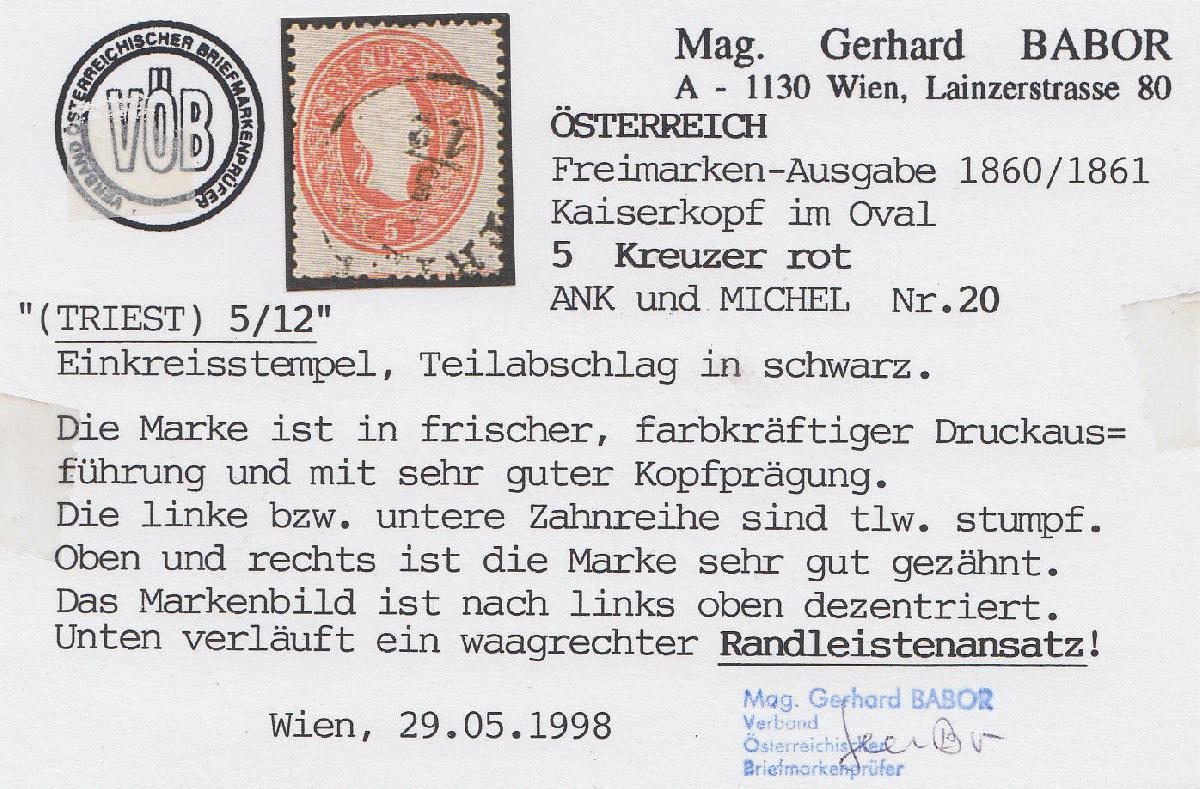 VERBAND ÖSTERREICHISCHER BRIEFMARKENPRÜFER
VÖB
5
Mag. Gerhard BABOR
A - 1130 Wien, Lainzerstrasse 80
ÖSTERREICH
Freimarken-Ausgabe 1860/1861
Kaiserkopf im Oval
5 Kreuzer rot
ANK und MICHEL Nr.20
"(TRIEST) 5/12"
Einkreisstempel, Teilabschlag in schwarz.
Die Marke ist in frischer, farbkräftiger Druckaus=
führung und mit sehr guter Kopfprägung.
Die linke bzw. untere Zahnreihe sind tlw. stumpf.
Oben und rechts ist die Marke sehr gut gezähnt.
Das Markenbild ist nach links oben dezentriert.
Unten verläuft ein waagrechter Randleistenansatz!
Wien, 29.05.1998
Mag. Gerhard BABOR
Verband
Österreichischer
Briefmarkenprüfer